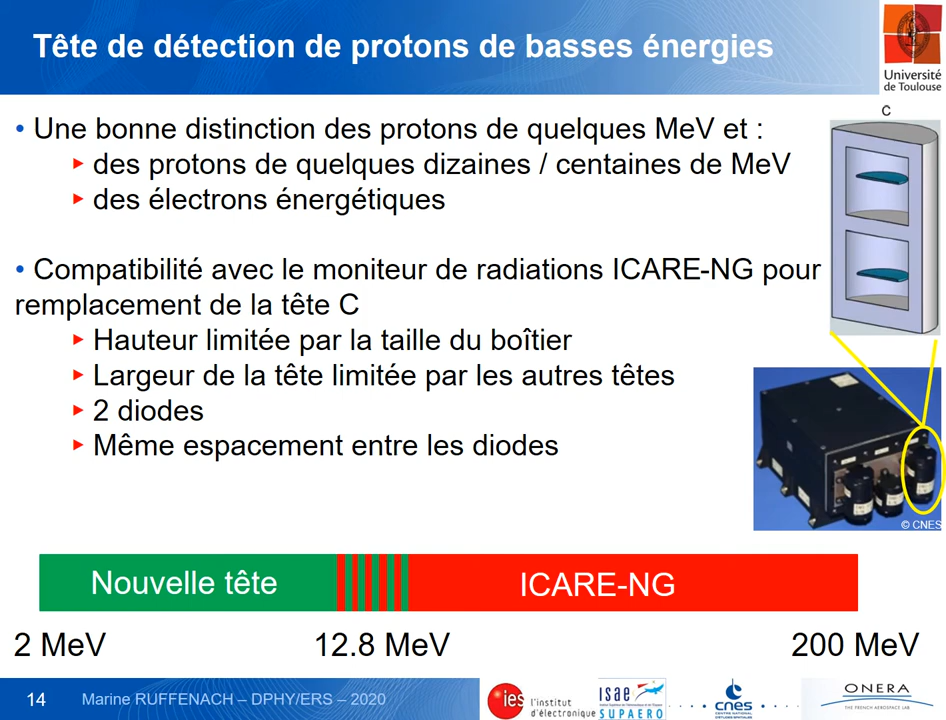 Tête de détection de protons de basses énergies
Université
de Toulouse
C
• Une bonne distinction des protons de quelques MeV et :
des protons de quelques dizaines / centaines de MeV
des électrons énergétiques
• Compatibilité avec le moniteur de radiations ICARE-NG pour
remplacement de la tête C
Hauteur limitée par la taille du boîtier
Largeur de la tête limitée par les autres têtes
2 diodes
Même espacement entre les diodes
© CNES
Nouvelle tête
ICARE-NG
2 MeV
12.8 MeV
200 MeV
14
Marine RUFFENACH – DPHY/ERS – 2020
ies
l'institut
d'électronique
isae
SUPAERO
cnes
ONERA
THE FRENCH AEROSPACE LAB